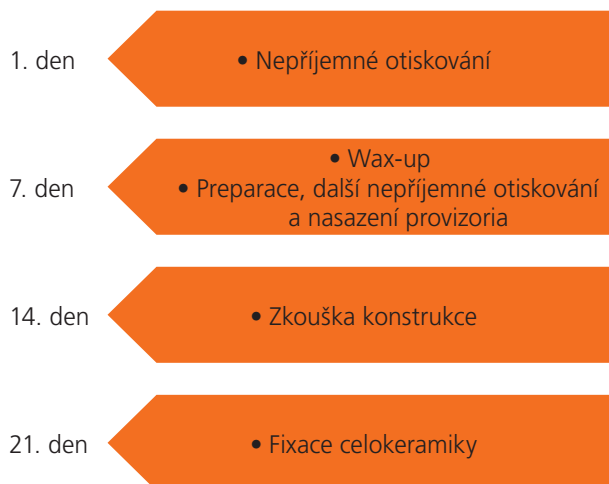 1. den
• Nepříjemné otiskování
7. den
• Wax-up
• Preparace, další nepříjemné otiskování
a nasazení provizoria
14. den
• Zkouška konstrukce
21. den
• Fixace celokeramiky